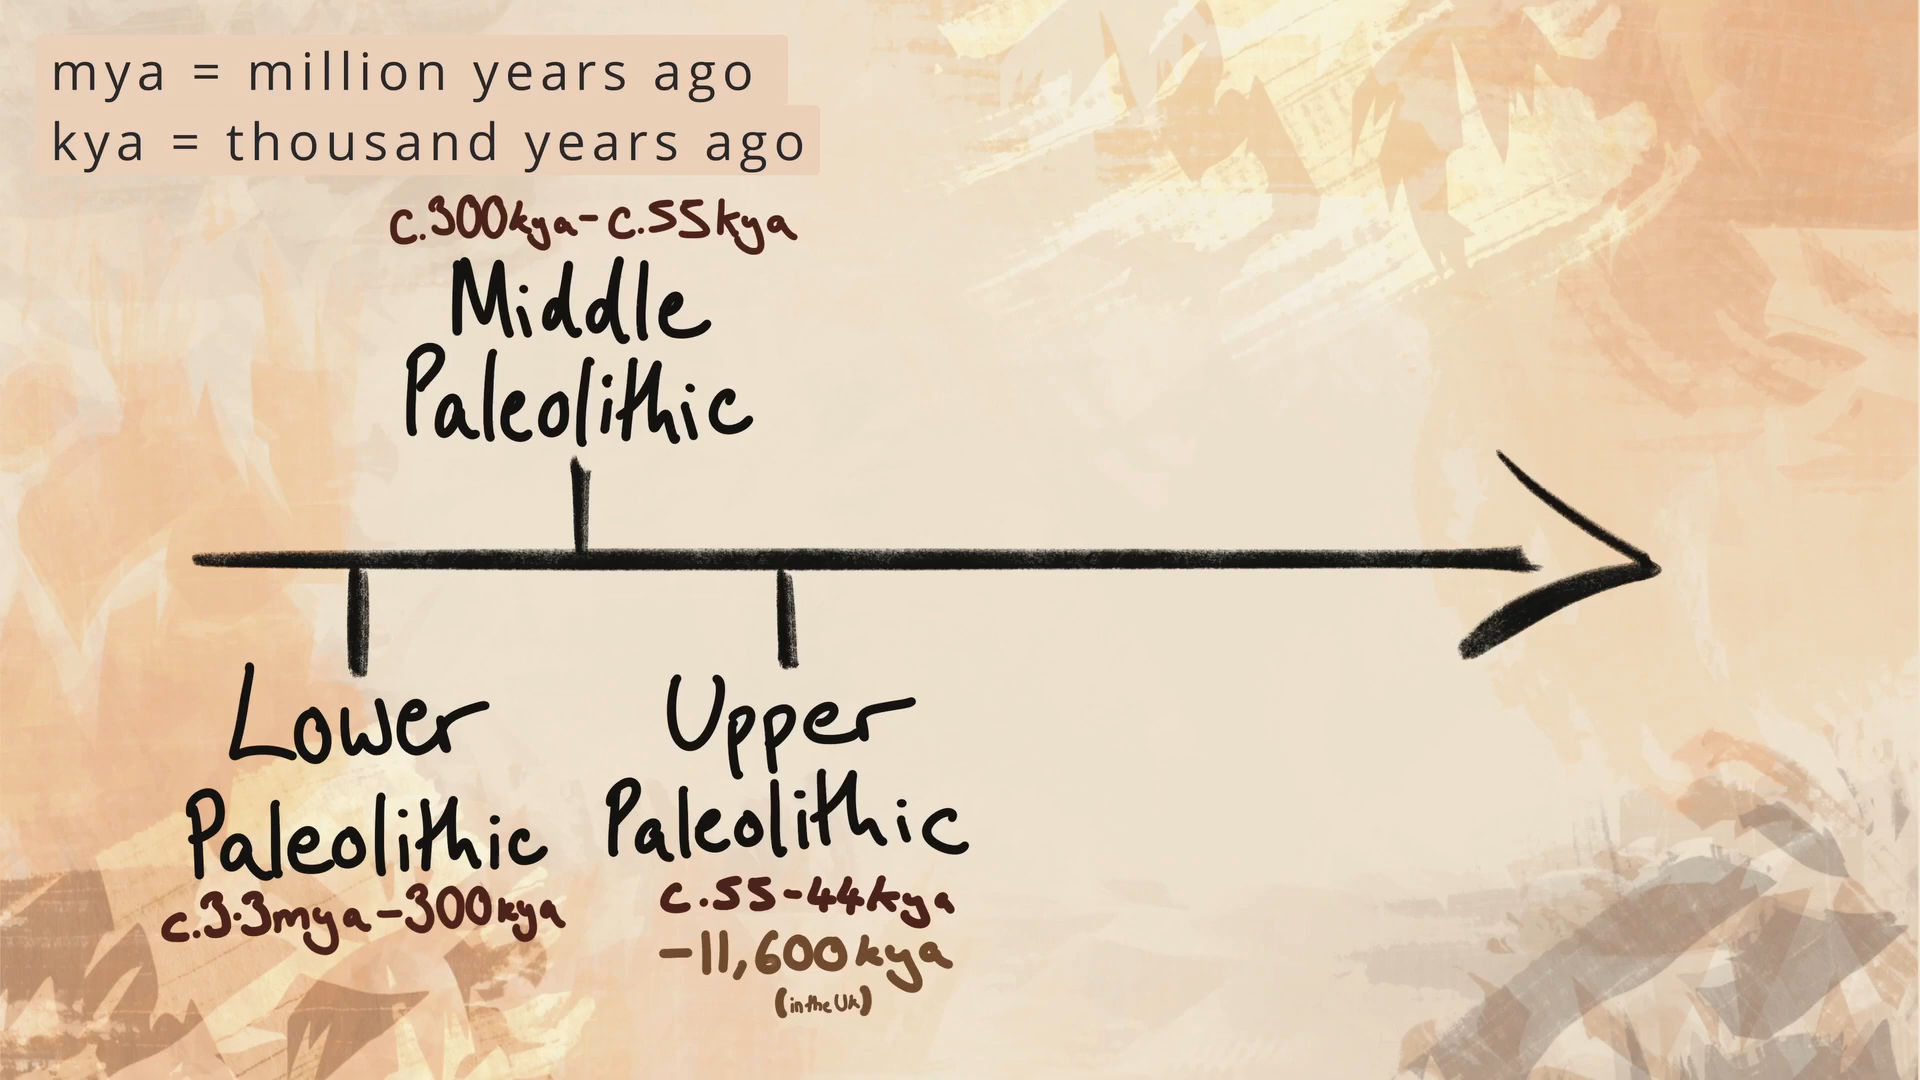 mya = million years ago
kya = thousand years ago
c.300kya-c.55kya
Middle
Paleolithic
Lower
Paleolithic
c.3.3mya-300kya
Upper
Paleolithic
c.55-44kya
-11,600kya
(in the UK)